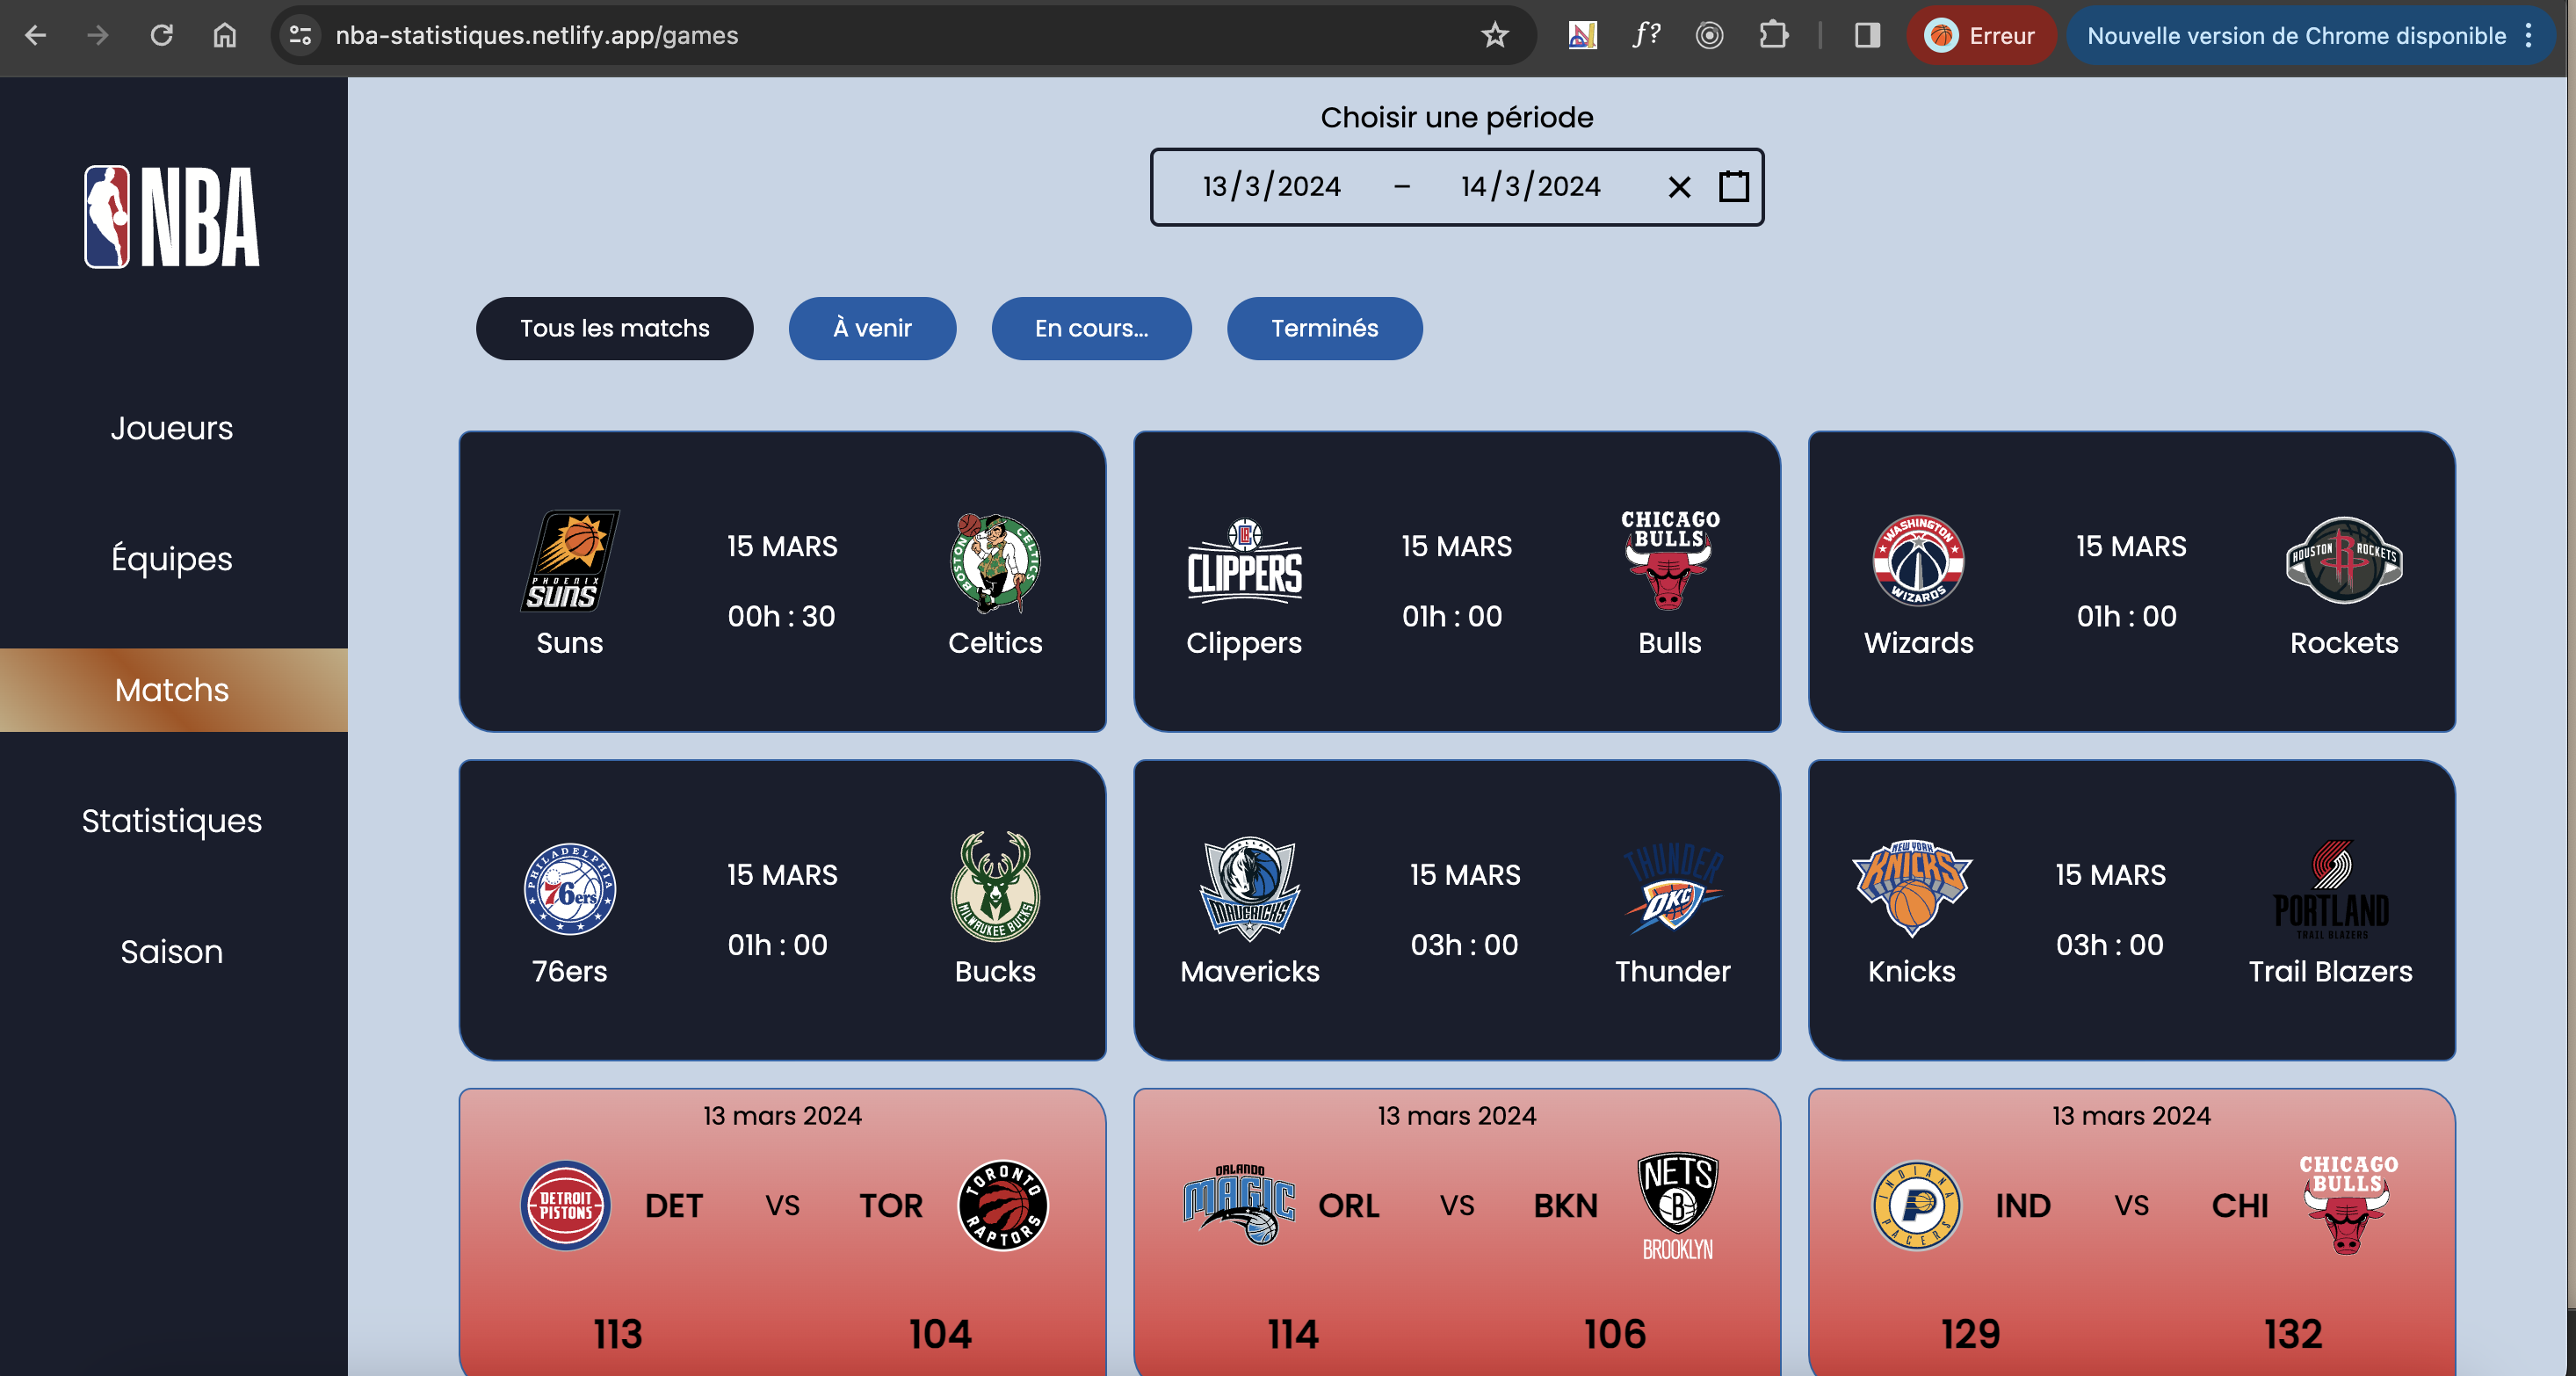 nba-statistiques.netlify.app/games
Erreur
Nouvelle version de Chrome disponible
NBA
Joueurs
Équipes
Matchs
Statistiques
Saison
Choisir une période
13/3/2024 – 14/3/2024
Tous les matchs
À venir
En cours...
Terminés
PHOENIX
SUNS
Suns
15 MARS
00h : 30
BOSTON CELTICS
Celtics
CLIPPERS
Clippers
15 MARS
01h : 00
CHICAGO
BULLS
Bulls
WASHINGTON
WIZARDS
Wizards
15 MARS
01h : 00
HOUSTON ROCKETS
Rockets
PHILADELPHIA
76ers
76ers
15 MARS
01h : 00
MILWAUKEE BUCKS
Bucks
MAVERICKS
Mavericks
15 MARS
03h : 00
THUNDER
OKC
Thunder
NEW YORK
KNICKS
Knicks
15 MARS
03h : 00
PORTLAND
TRAIL BLAZERS
Trail Blazers
13 mars 2024
DETROIT
PISTONS
DET VS TOR
TORONTO
RAPTORS
113 104
13 mars 2024
ORLANDO
MAGIC
ORL VS BKN
NETS
B
BROOKLYN
114 106
13 mars 2024
INDIANA
PACERS
IND VS CHI
CHICAGO
BULLS
129 132